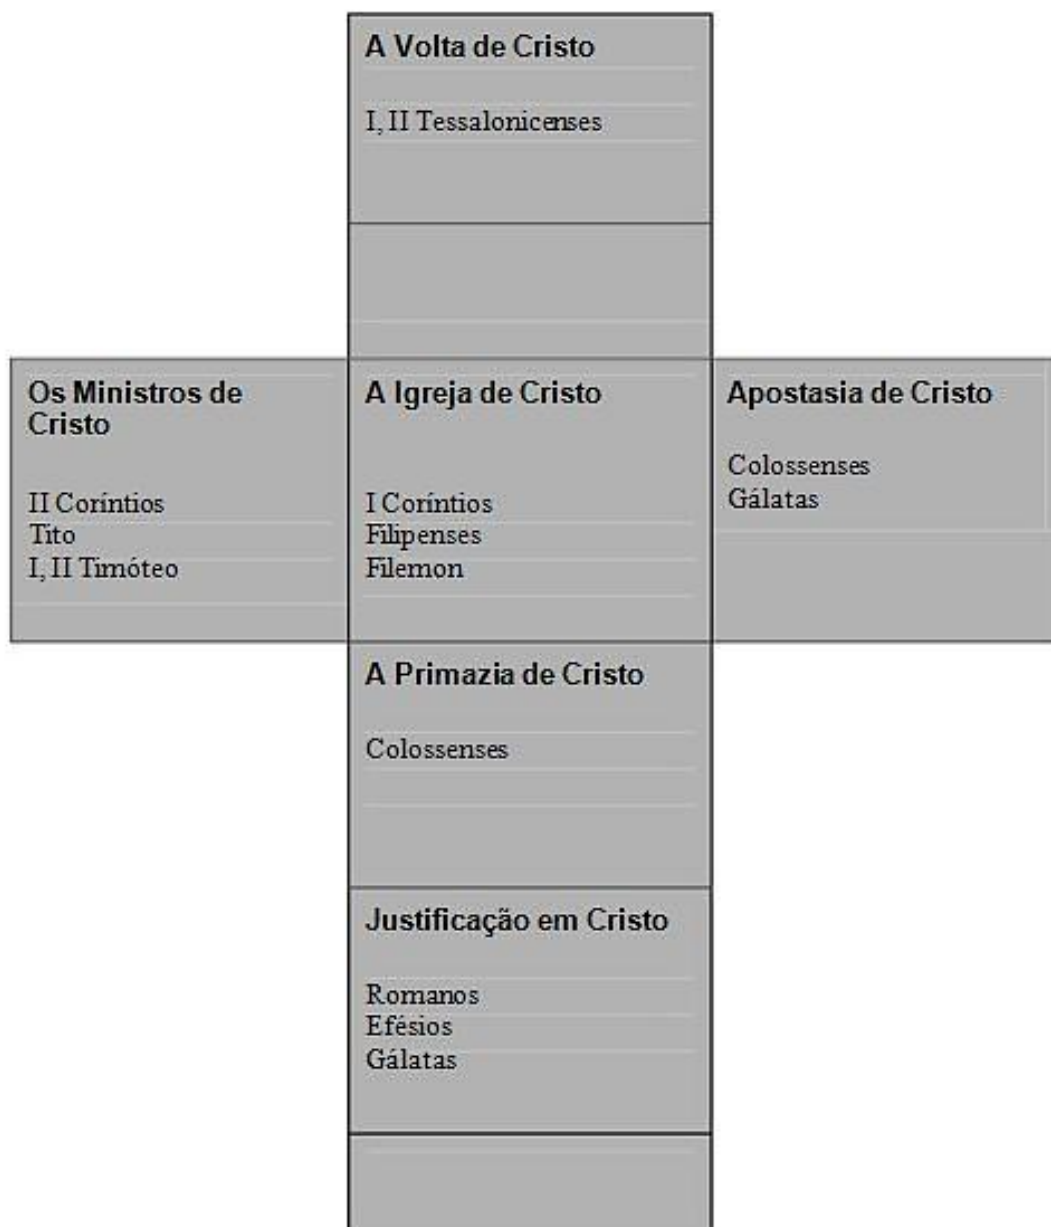 A Volta de Cristo
I, II Tessalonicenses
Os Ministros de
Cristo
II Coríntios
Tito
I, II Timóteo
A Igreja de Cristo
I Coríntios
Filipenses
Filemon
Apostasia de Cristo
Colossenses
Gálatas
A Primazia de Cristo
Colossenses
Justificação em Cristo
Romanos
Efésios
Gálatas